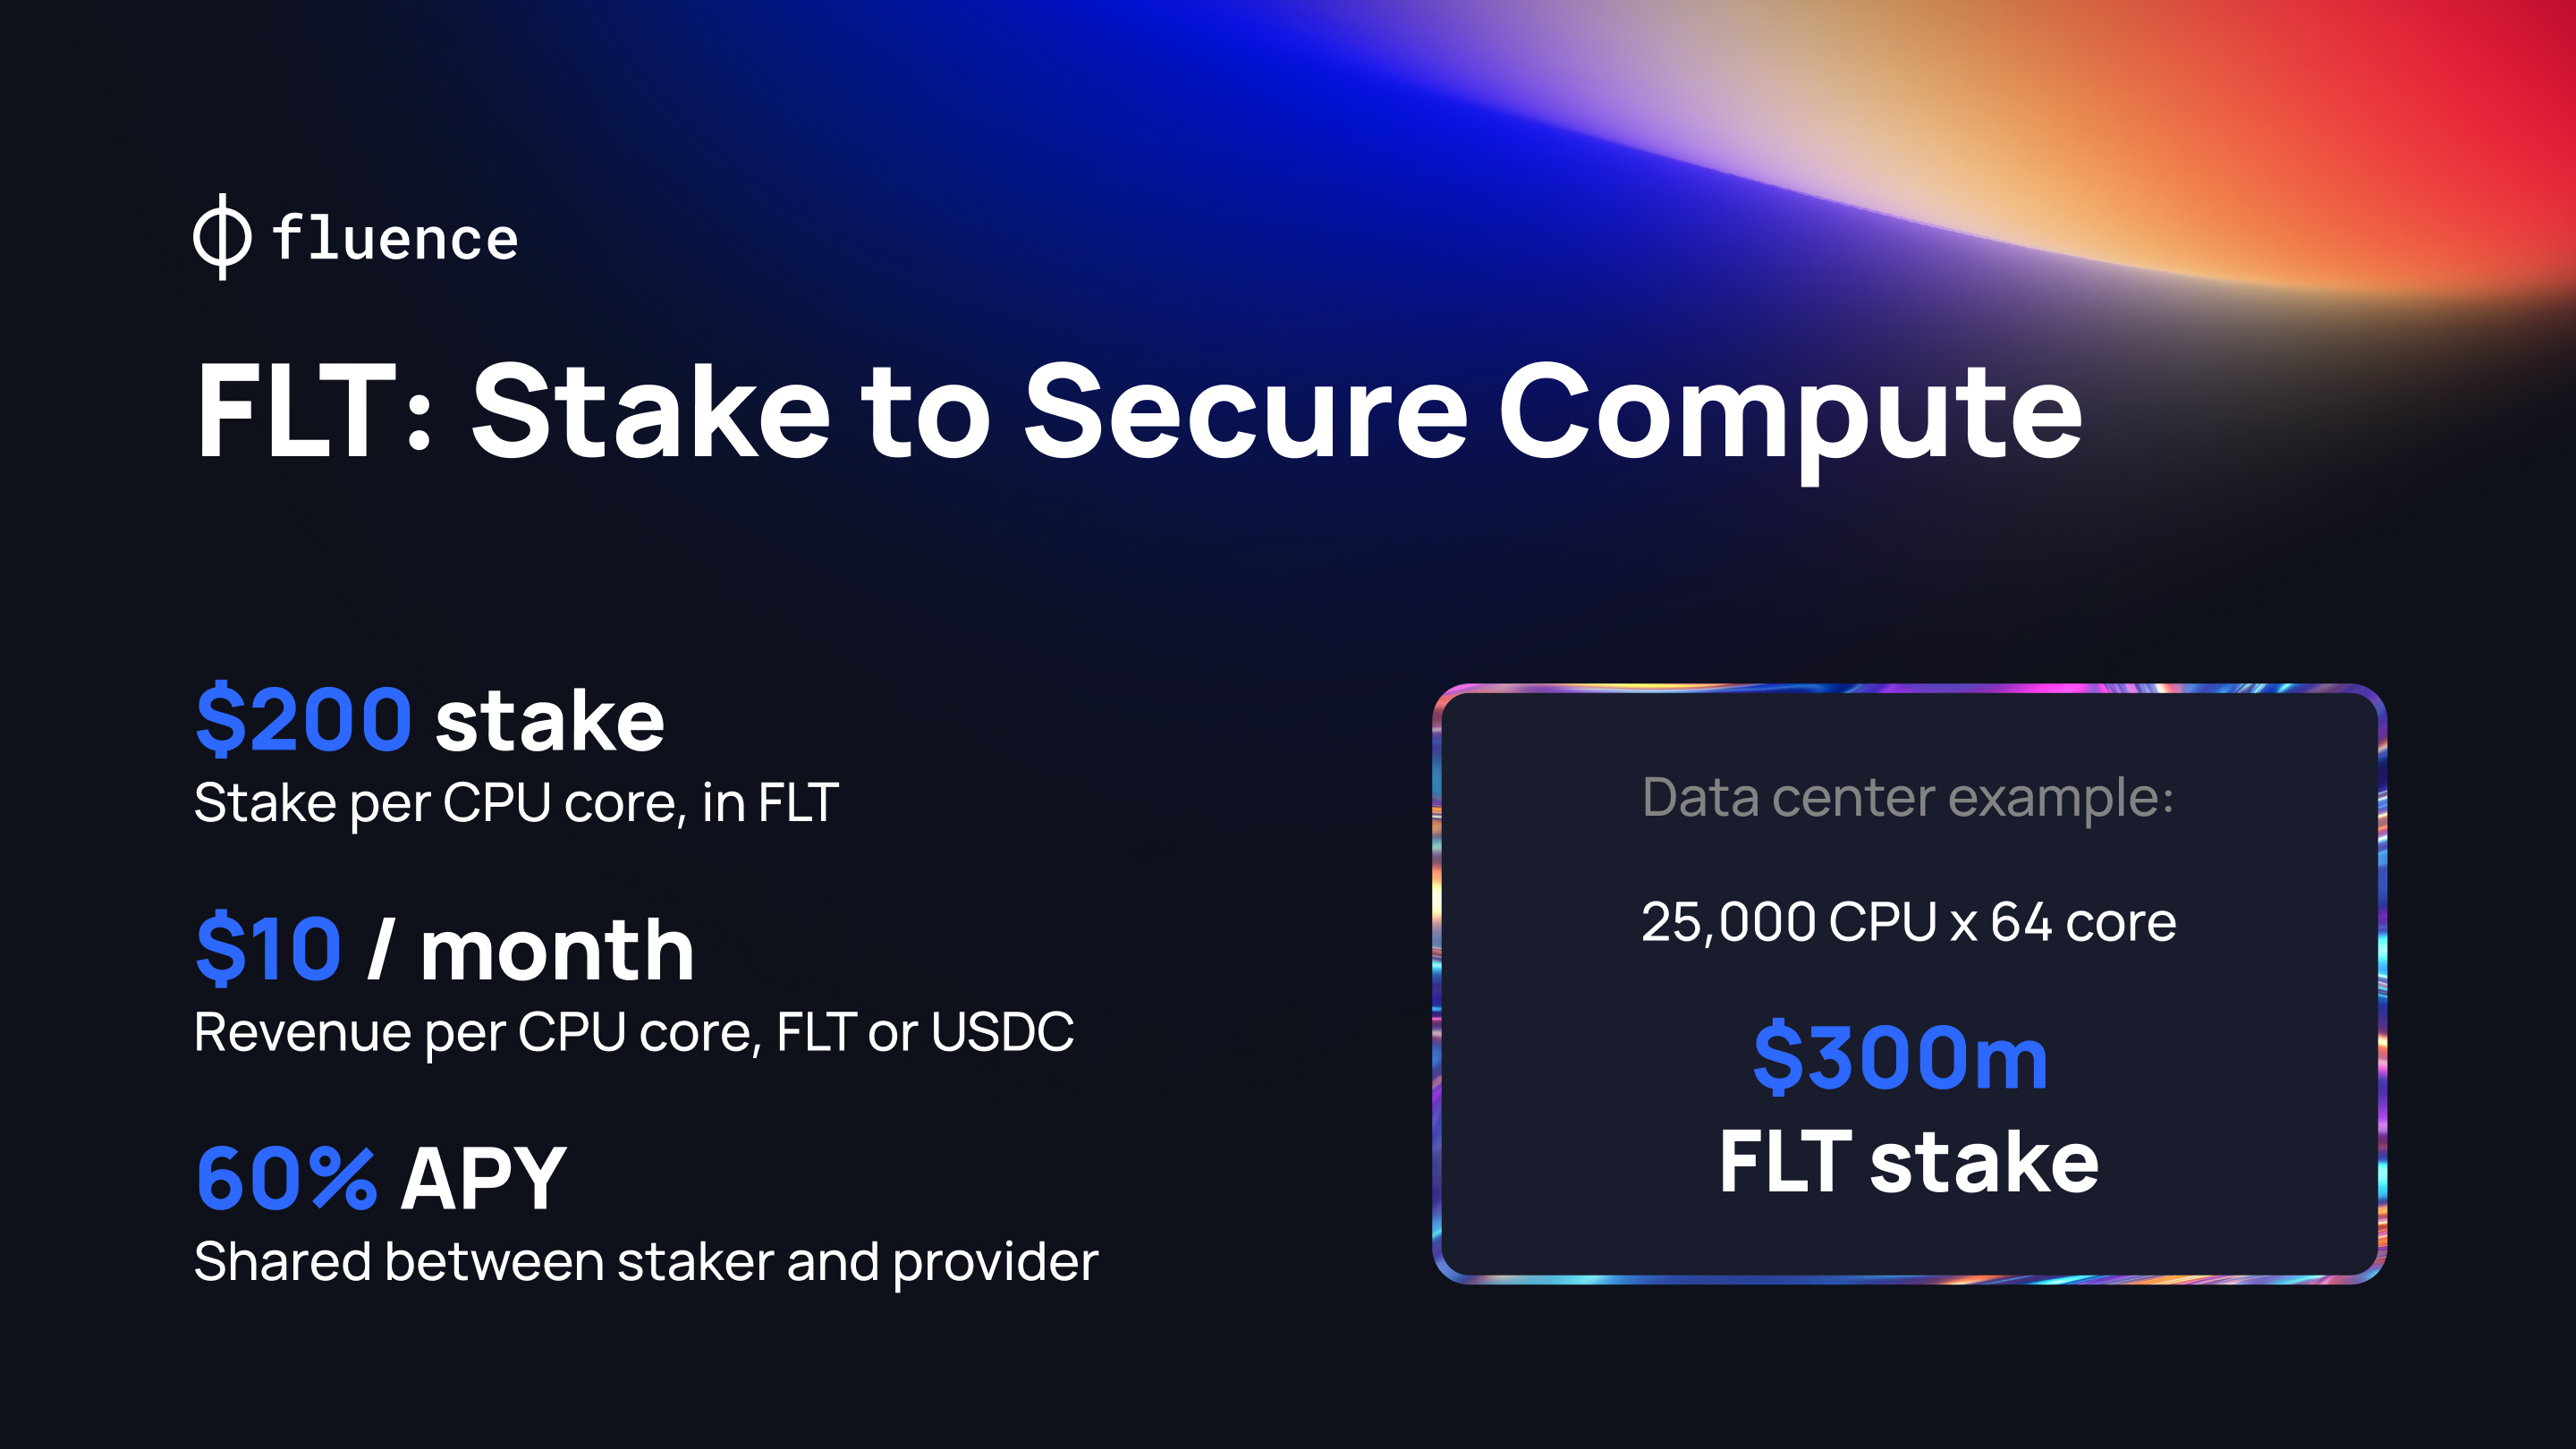 fluence
FLT: Stake to Secure Compute
$200 stake
Stake per CPU core, in FLT
$10 / month
Revenue per CPU core, FLT or USDC
60% APY
Shared between staker and provider
Data center example:
25,000 CPU x 64 core
$300m
FLT stake